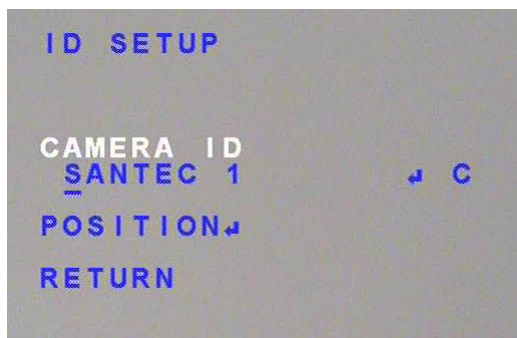 ID SETUP
CAMERA ID
SANTEC 1 ↲ C
POSITION↲
RETURN